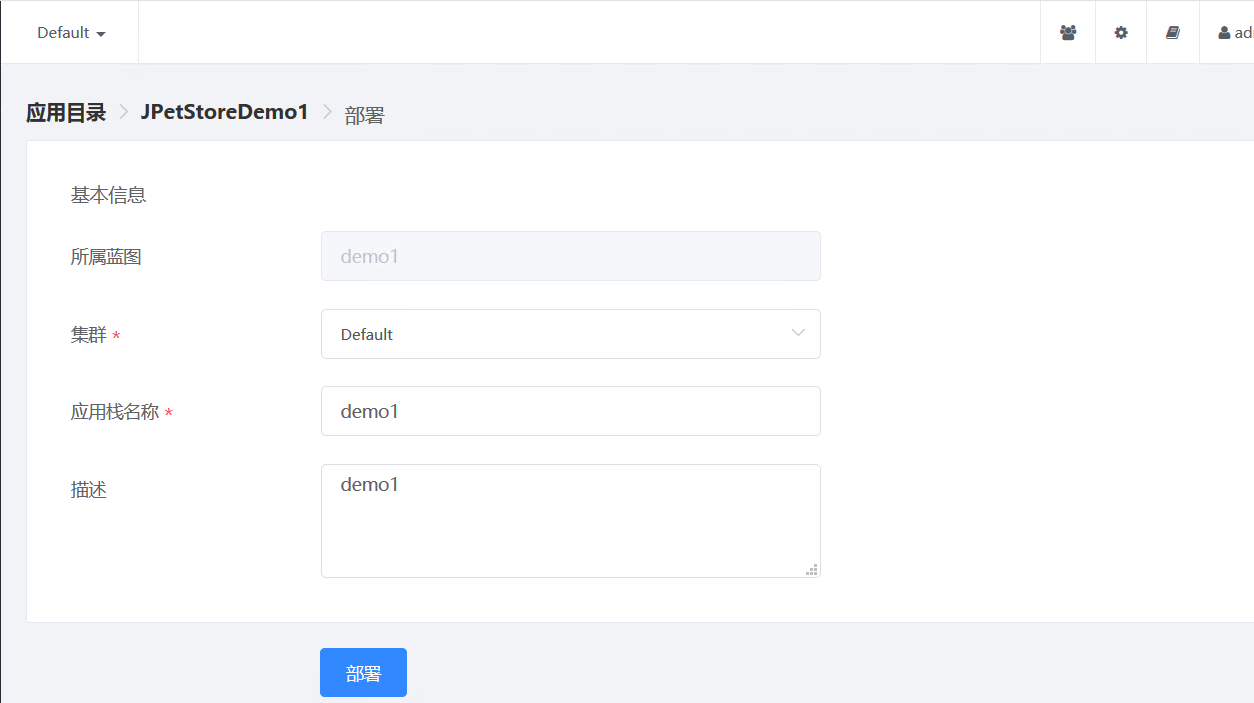 Default
adi
应用目录 > JPetStoreDemo1 > 部署
基本信息
所属蓝图 demo1
集群 * Default
应用栈名称 * demo1
描述 demo1
部署